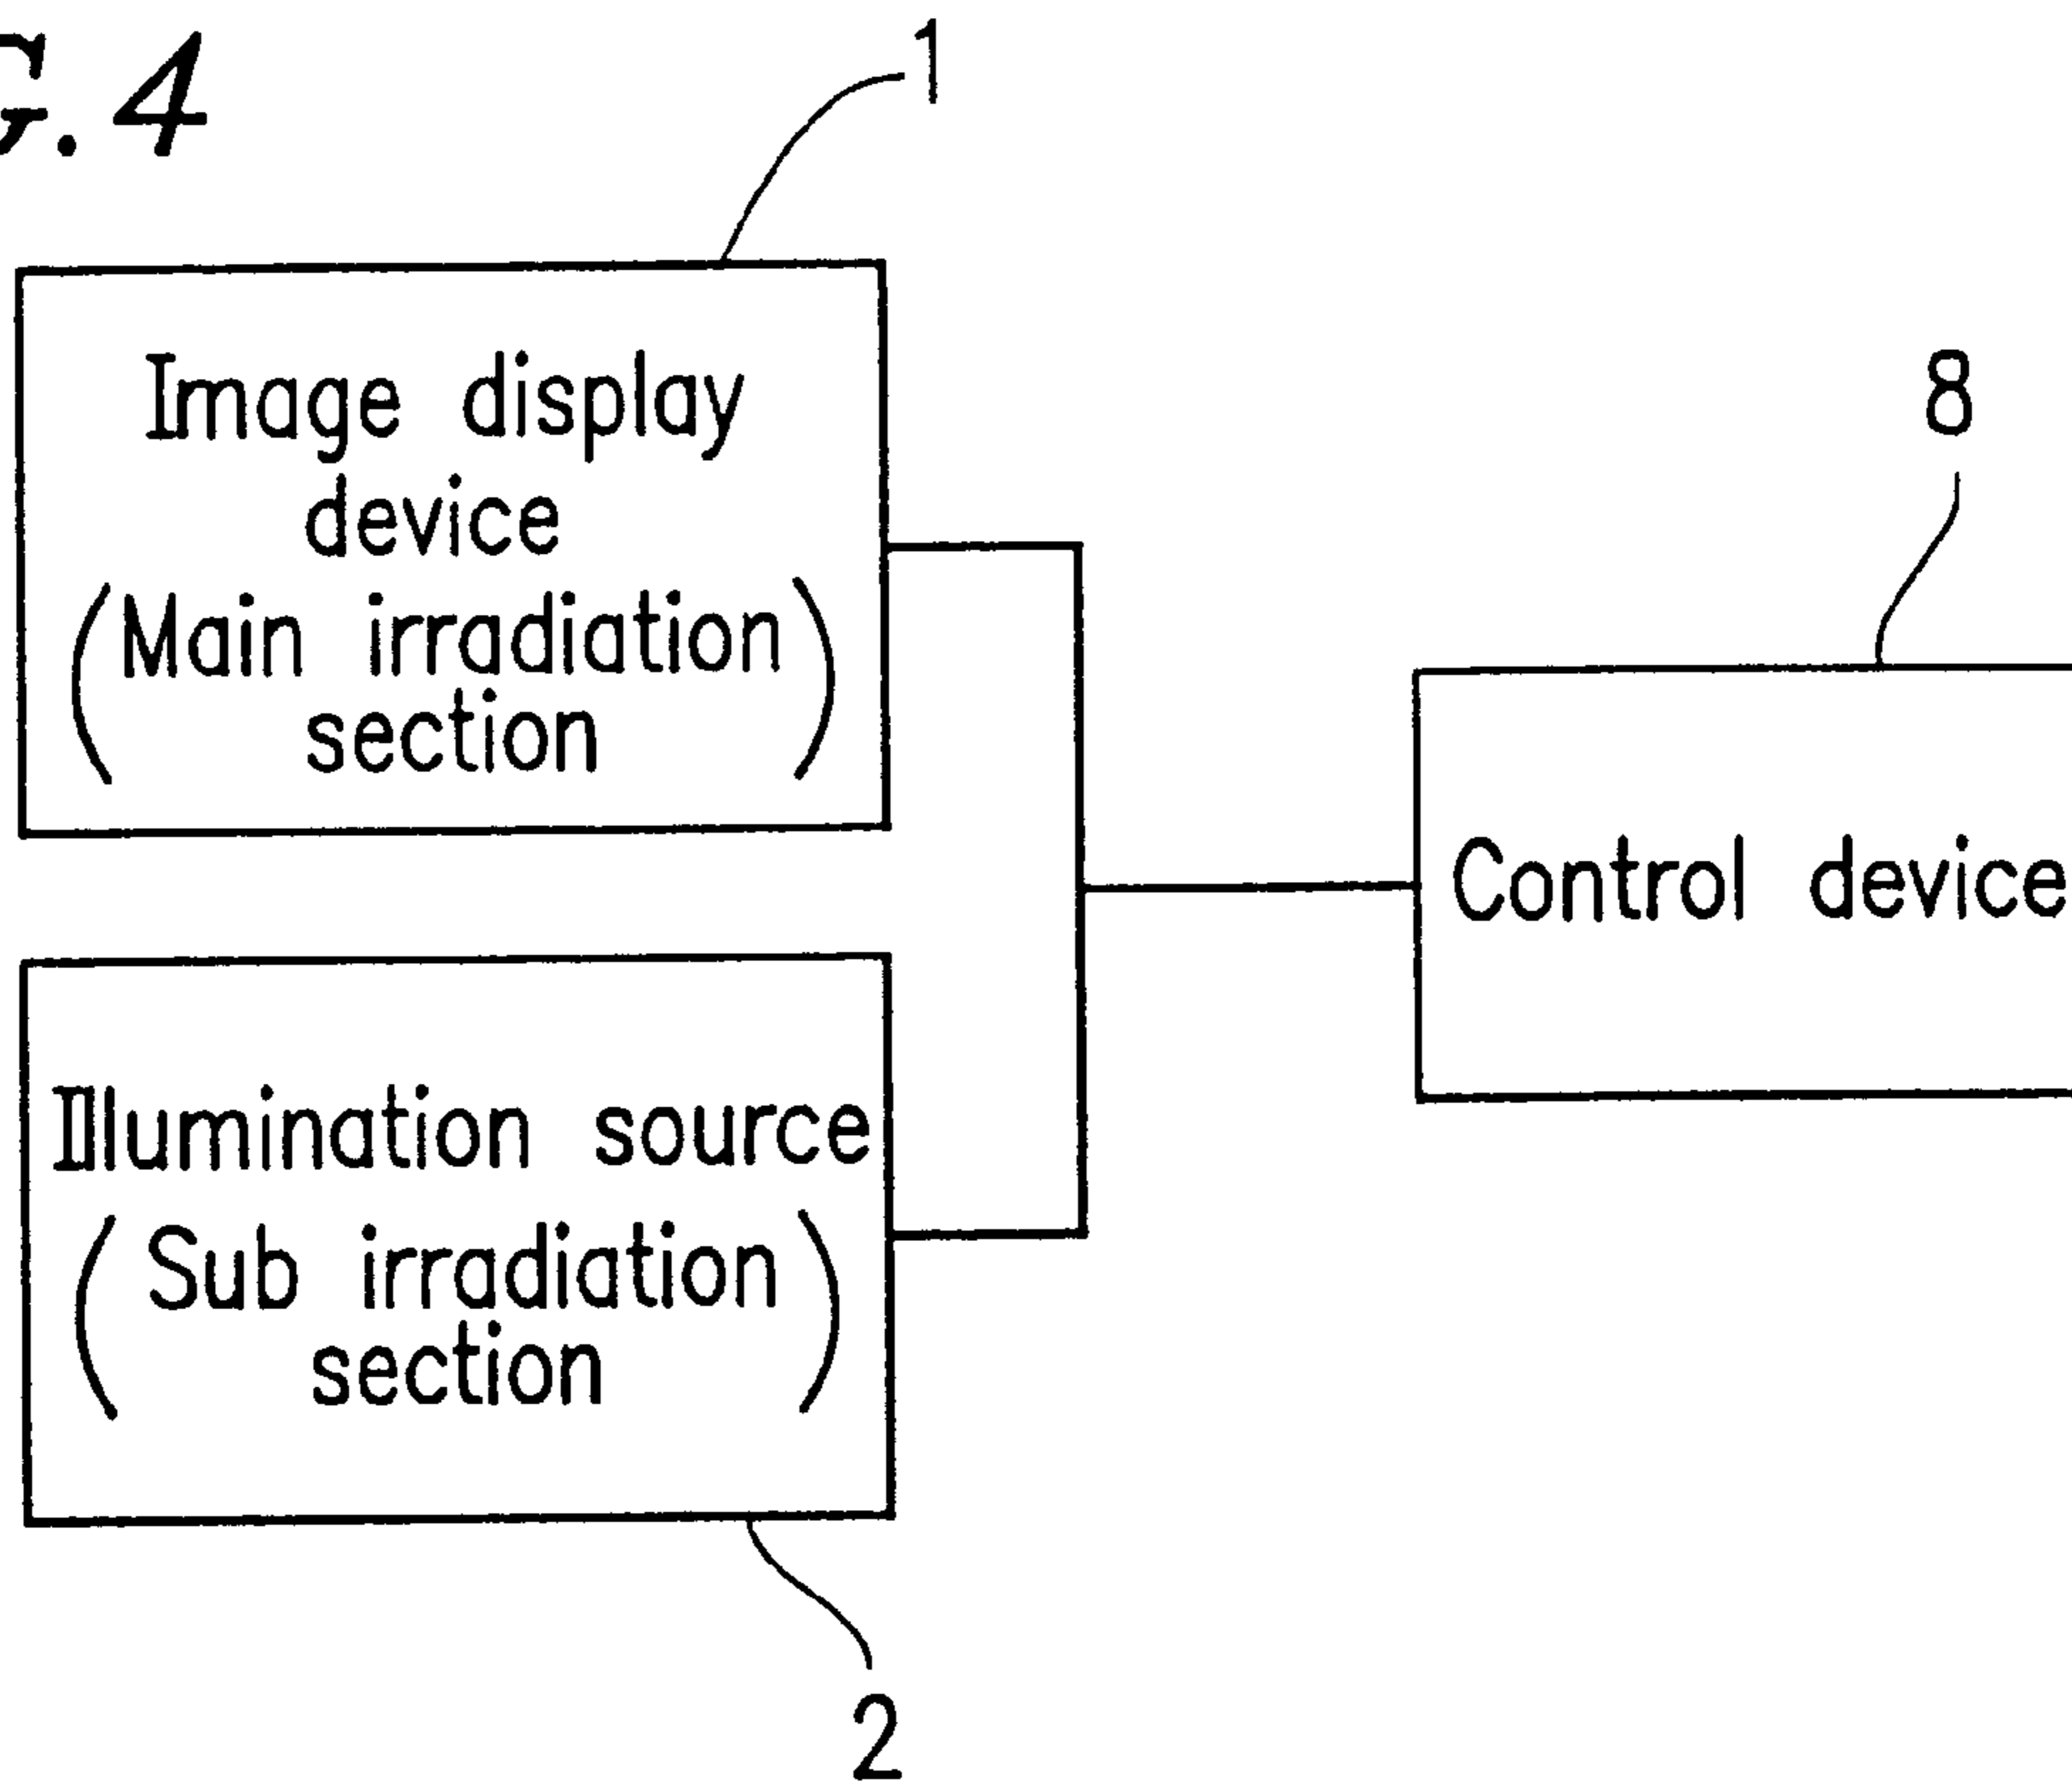 G. 4
1
Image display
device
(Main irradiation
section)
8
Control device
Illumination source
(Sub irradiation
section)
2